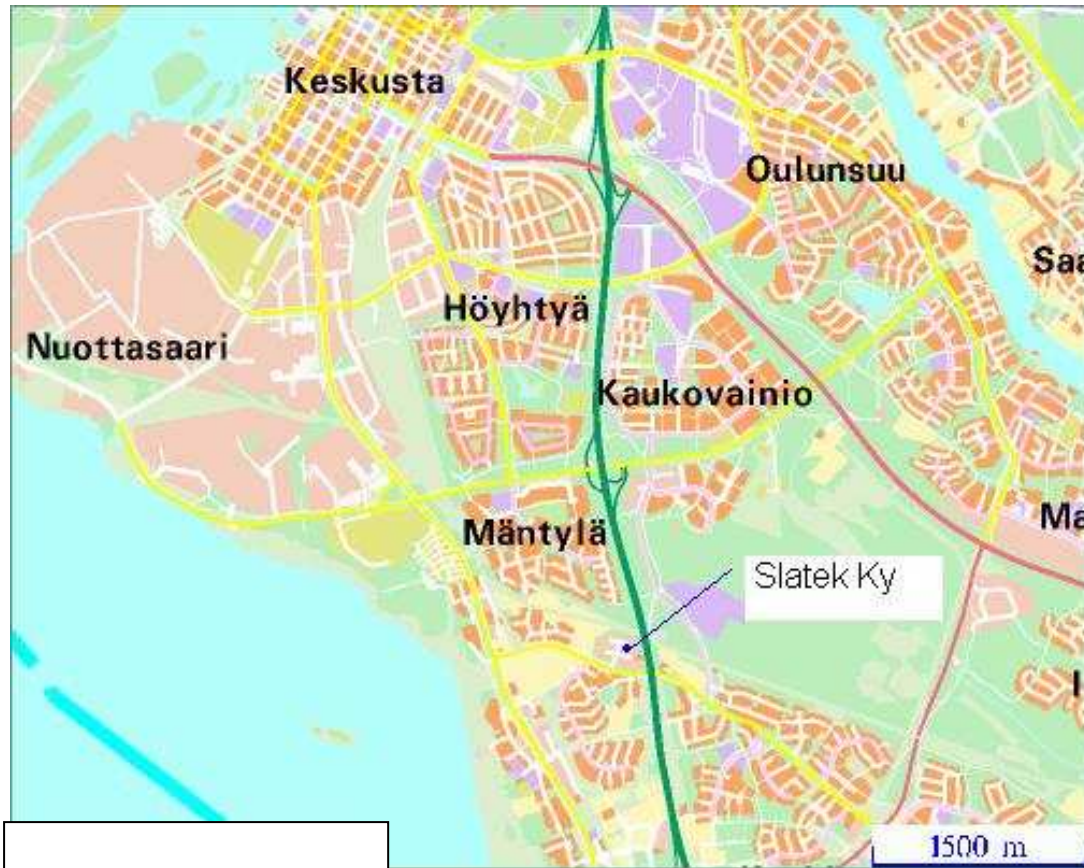 Keskusta
Oulunsuu
Saa
Höyhtyä
Nuottasaari
Kaukovainio
Ma
Mäntylä
Slatek Ky
1500 m